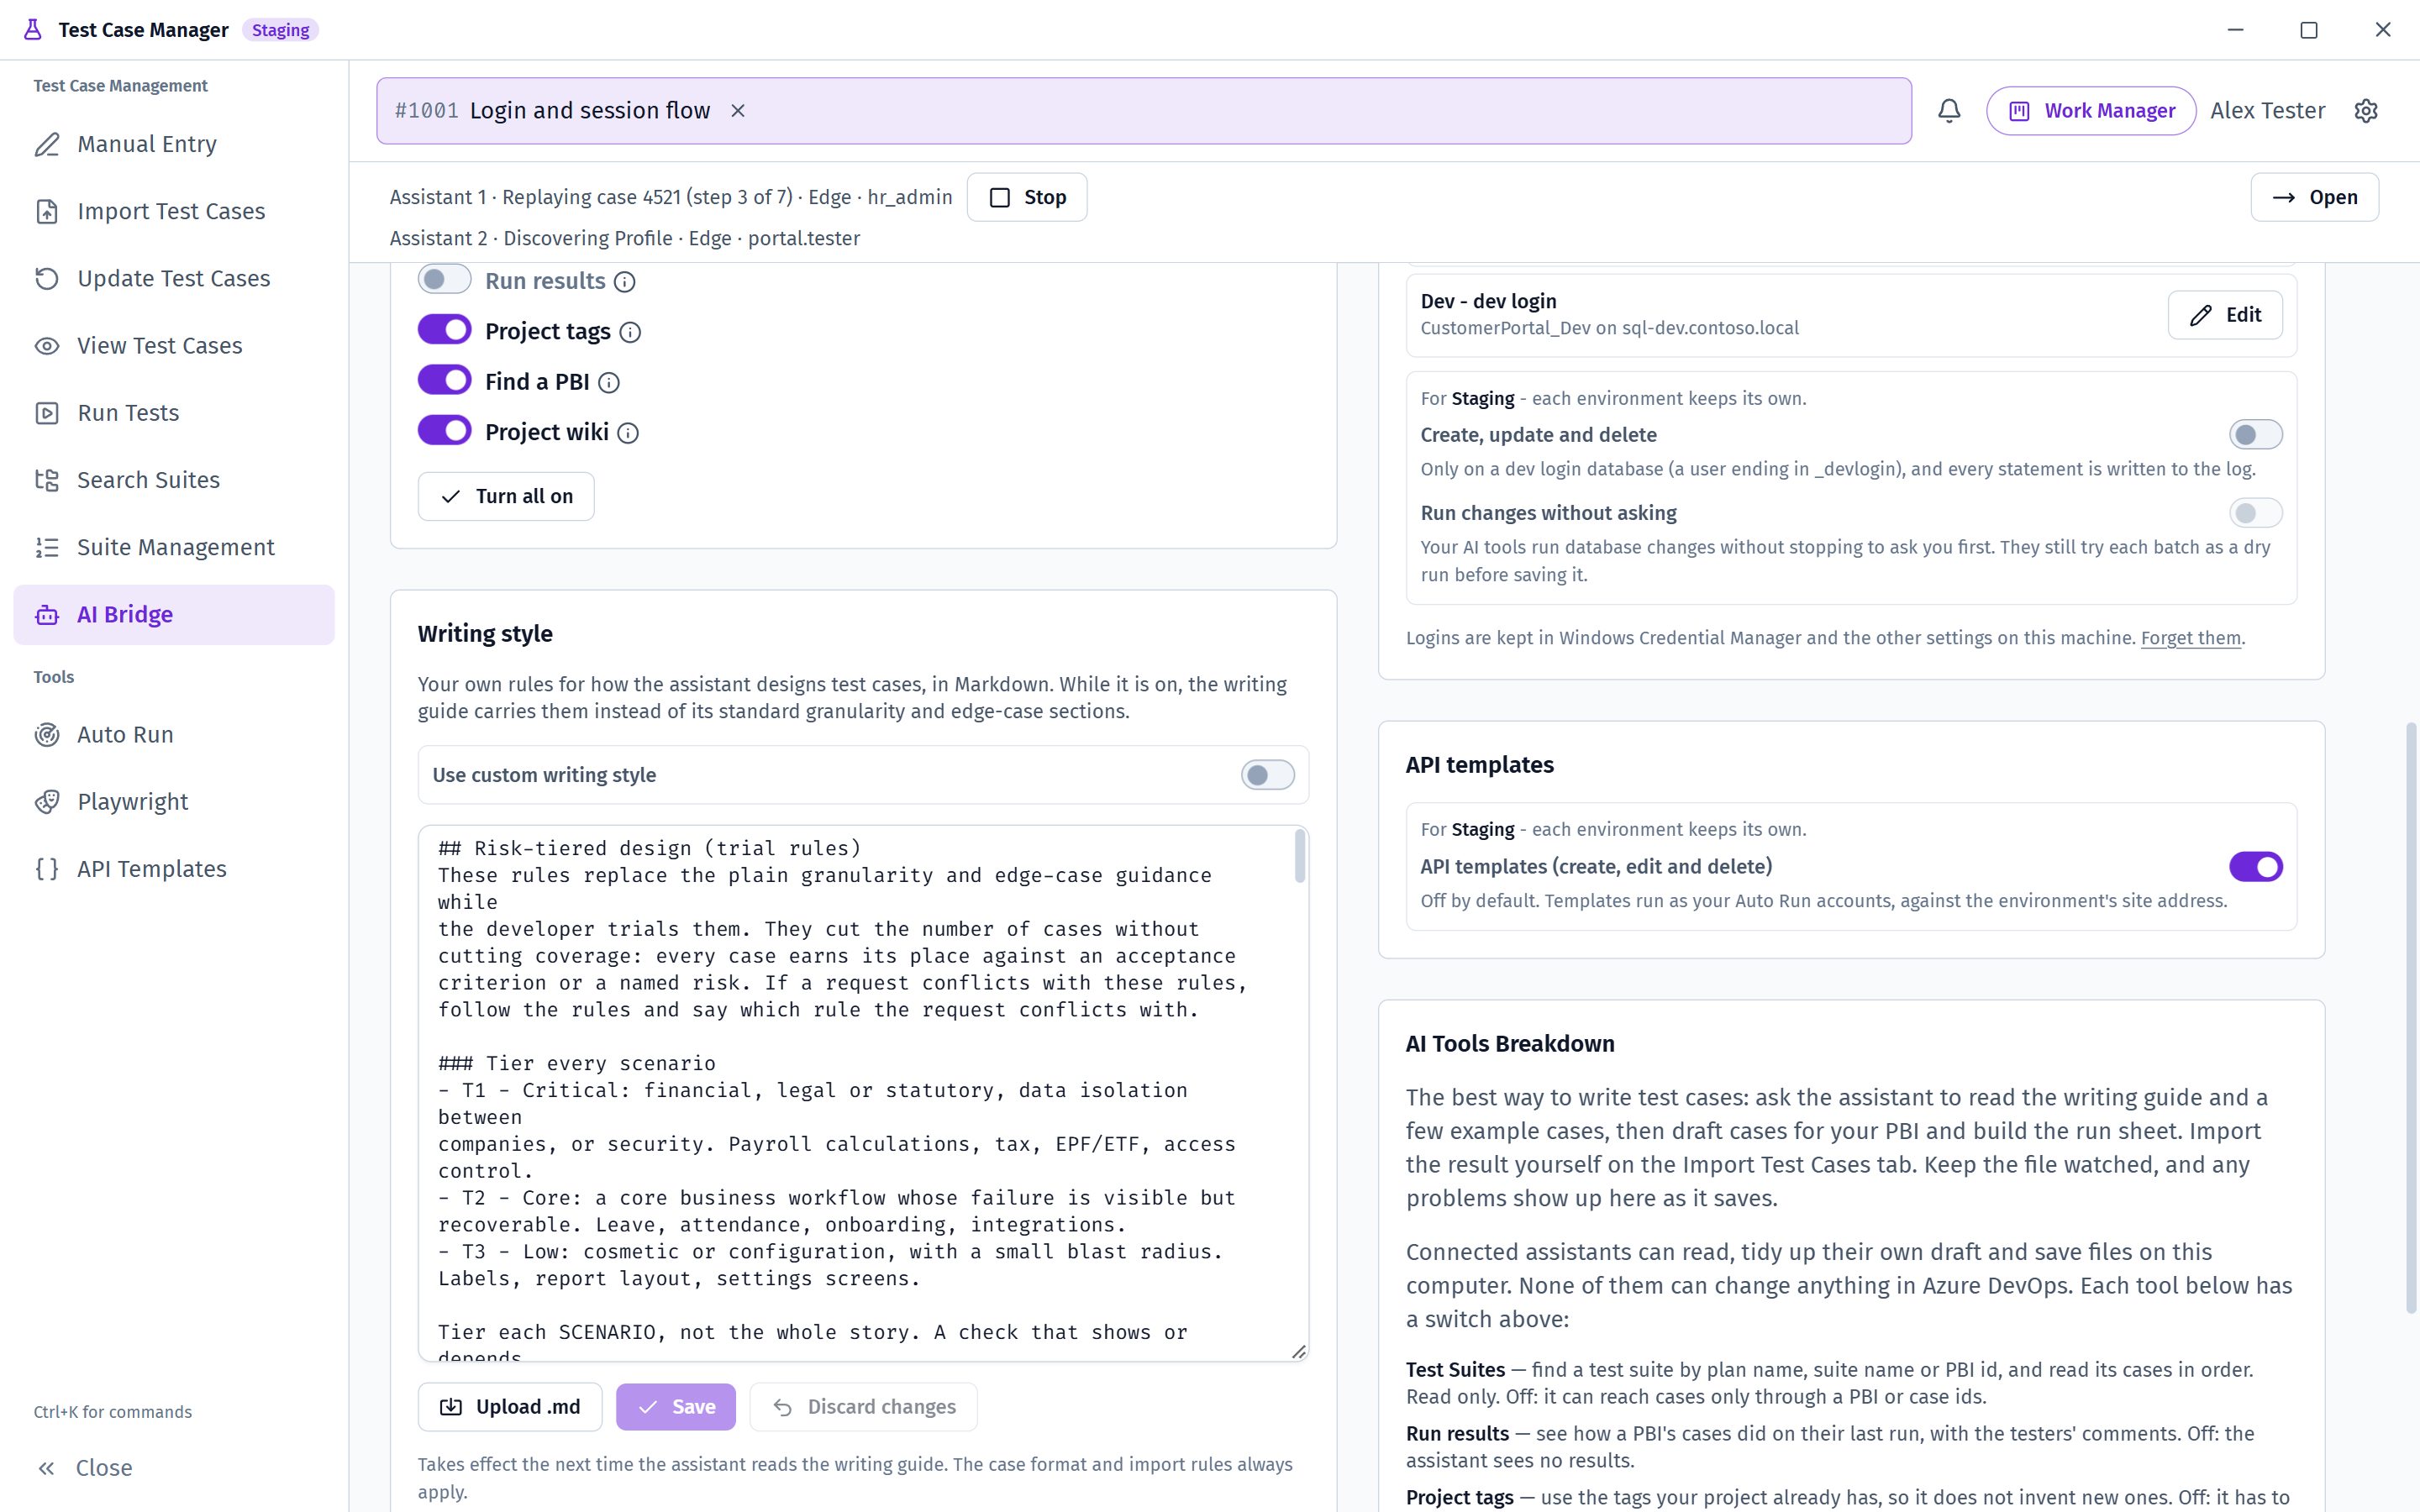 Test Case Manager Staging
Test Case Management
Manual Entry
Import Test Cases
Update Test Cases
View Test Cases
Run Tests
Search Suites
Suite Management
AI Bridge
Tools
Auto Run
Playwright
API Templates
Ctrl+K for commands
Close
#1001 Login and session flow
Work Manager
Alex Tester
Assistant 1 · Replaying case 4521 (step 3 of 7) · Edge · hr_admin
Stop
Open
Assistant 2 · Discovering Profile · Edge · portal.tester
Run results
Project tags
Find a PBI
Project wiki
Turn all on
Writing style
Your own rules for how the assistant designs test cases, in Markdown. While it is on, the writing
guide carries them instead of its standard granularity and edge-case sections.
Use custom writing style
## Risk-tiered design (trial rules)
These rules replace the plain granularity and edge-case guidance
while
the developer trials them. They cut the number of cases without
cutting coverage: every case earns its place against an acceptance
criterion or a named risk. If a request conflicts with these rules,
follow the rules and say which rule the request conflicts with.
### Tier every scenario
- T1 - Critical: financial, legal or statutory, data isolation
between
companies, or security. Payroll calculations, tax, EPF/ETF, access
control.
- T2 - Core: a core business workflow whose failure is visible but
recoverable. Leave, attendance, onboarding, integrations.
- T3 - Low: cosmetic or configuration, with a small blast radius.
Labels, report layout, settings screens.
Tier each SCENARIO, not the whole story. A check that shows or
depends
Upload .md
Save
Discard changes
Takes effect the next time the assistant reads the writing guide. The case format and import rules always
apply.
Dev - dev login
CustomerPortal_Dev on sql-dev.contoso.local
Edit
For Staging - each environment keeps its own.
Create, update and delete
Only on a dev login database (a user ending in _devlogin), and every statement is written to the log.
Run changes without asking
Your AI tools run database changes without stopping to ask you first. They still try each batch as a dry
run before saving it.
Logins are kept in Windows Credential Manager and the other settings on this machine. Forget them.
API templates
For Staging - each environment keeps its own.
API templates (create, edit and delete)
Off by default. Templates run as your Auto Run accounts, against the environment's site address.
AI Tools Breakdown
The best way to write test cases: ask the assistant to read the writing guide and a
few example cases, then draft cases for your PBI and build the run sheet. Import
the result yourself on the Import Test Cases tab. Keep the file watched, and any
problems show up here as it saves.
Connected assistants can read, tidy up their own draft and save files on this
computer. None of them can change anything in Azure DevOps. Each tool below has
a switch above:
Test Suites — find a test suite by plan name, suite name or PBI id, and read its cases in order.
Read only. Off: it can reach cases only through a PBI or case ids.
Run results — see how a PBI's cases did on their last run, with the testers' comments. Off: the
assistant sees no results.
Project tags — use the tags your project already has, so it does not invent new ones. Off: it has to